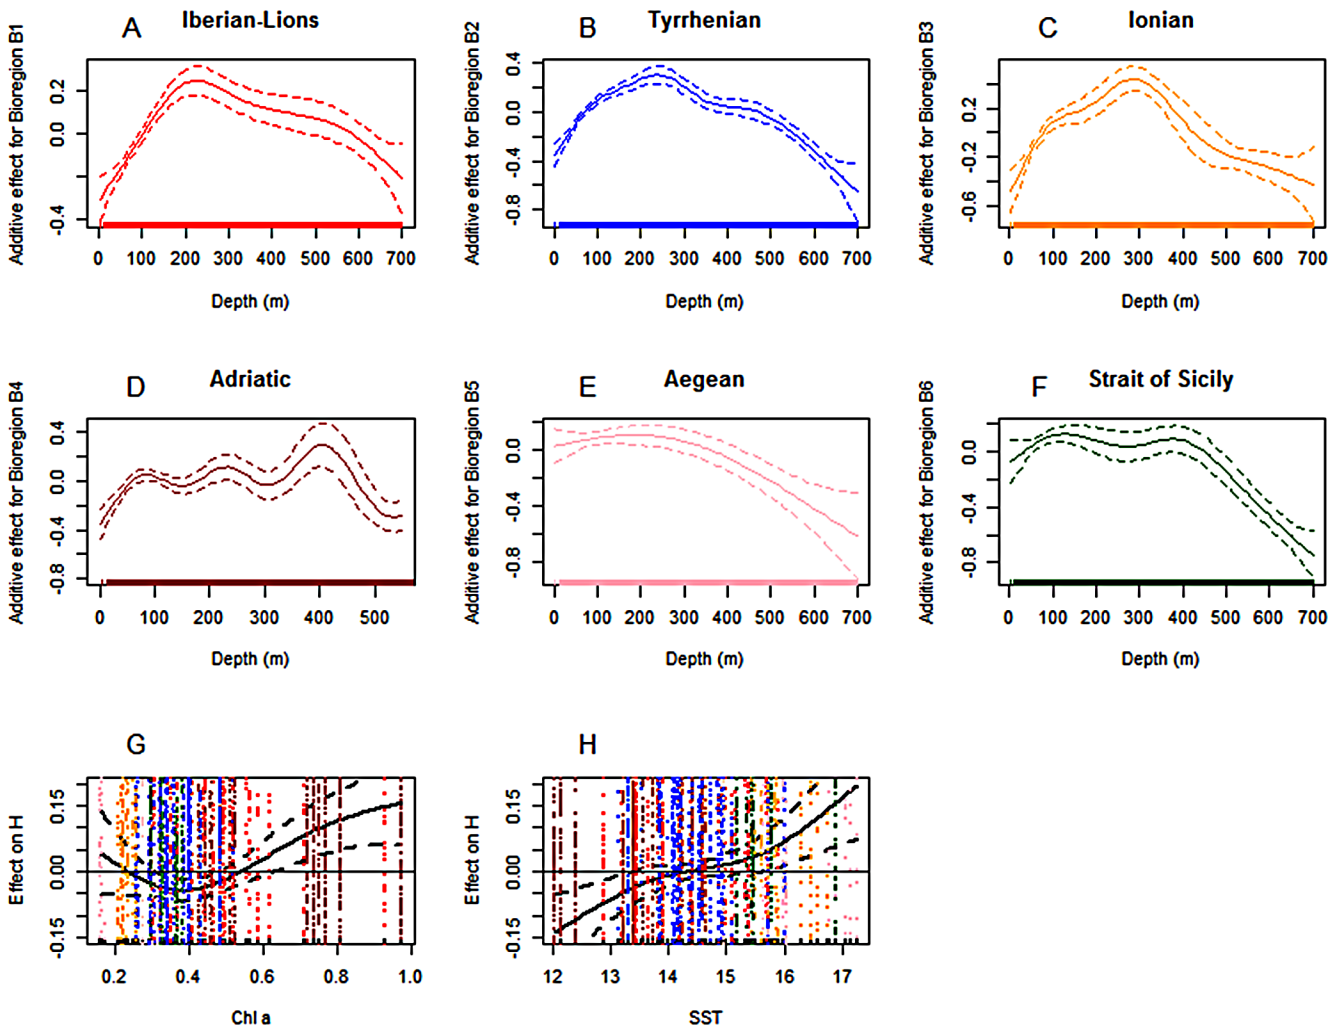 A Iberian-Lions
Additive effect for Bioregion B1
0.2
0.0
-0.4
0 100 200 300 400 500 600 700
Depth (m)
B Tyrrhenian
Additive effect for Bioregion B2
0.4
0.0
-0.4
-0.8
0 100 200 300 400 500 600 700
Depth (m)
C Ionian
Additive effect for Bioregion B3
0.2
-0.2
-0.6
0 100 200 300 400 500 600 700
Depth (m)
D Adriatic
Additive effect for Bioregion B4
0.4
0.0
-0.4
-0.8
0 100 200 300 400 500
Depth (m)
E Aegean
Additive effect for Bioregion B5
0.0
-0.4
-0.8
0 100 200 300 400 500 600 700
Depth (m)
F Strait of Sicily
Additive effect for Bioregion B6
0.0
-0.4
-0.8
0 100 200 300 400 500 600 700
Depth (m)
G
Effect on H
0.15
0.00
-0.15
0.2 0.4 0.6 0.8 1.0
Chl a
H
Effect on H
0.15
0.00
-0.15
12 13 14 15 16 17
SST